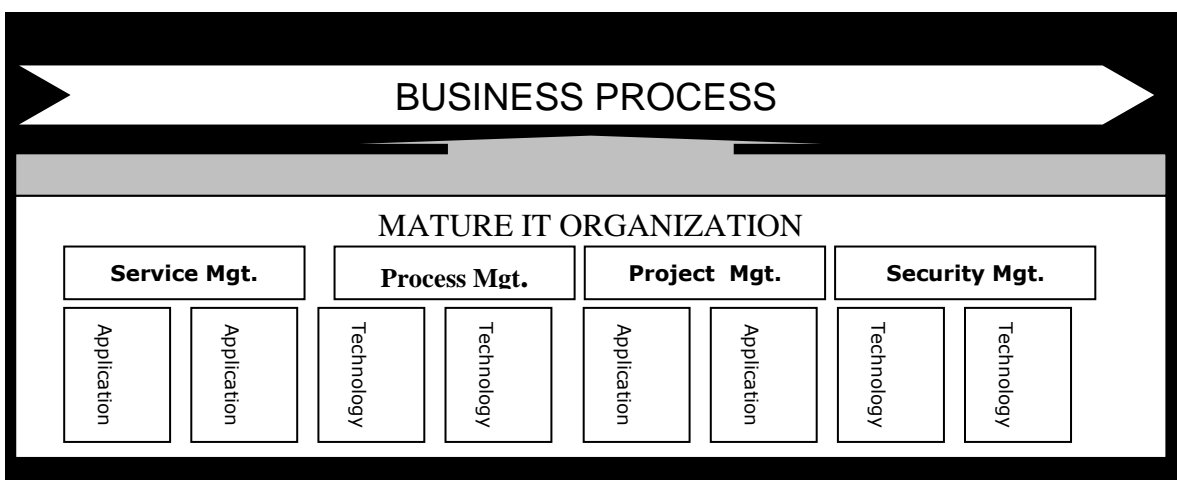 BUSINESS PROCESS
MATURE IT ORGANIZATION
Service Mgt.
Process Mgt.
Project Mgt.
Security Mgt.
Application
Application
Technology
Technology
Application
Application
Technology
Technology